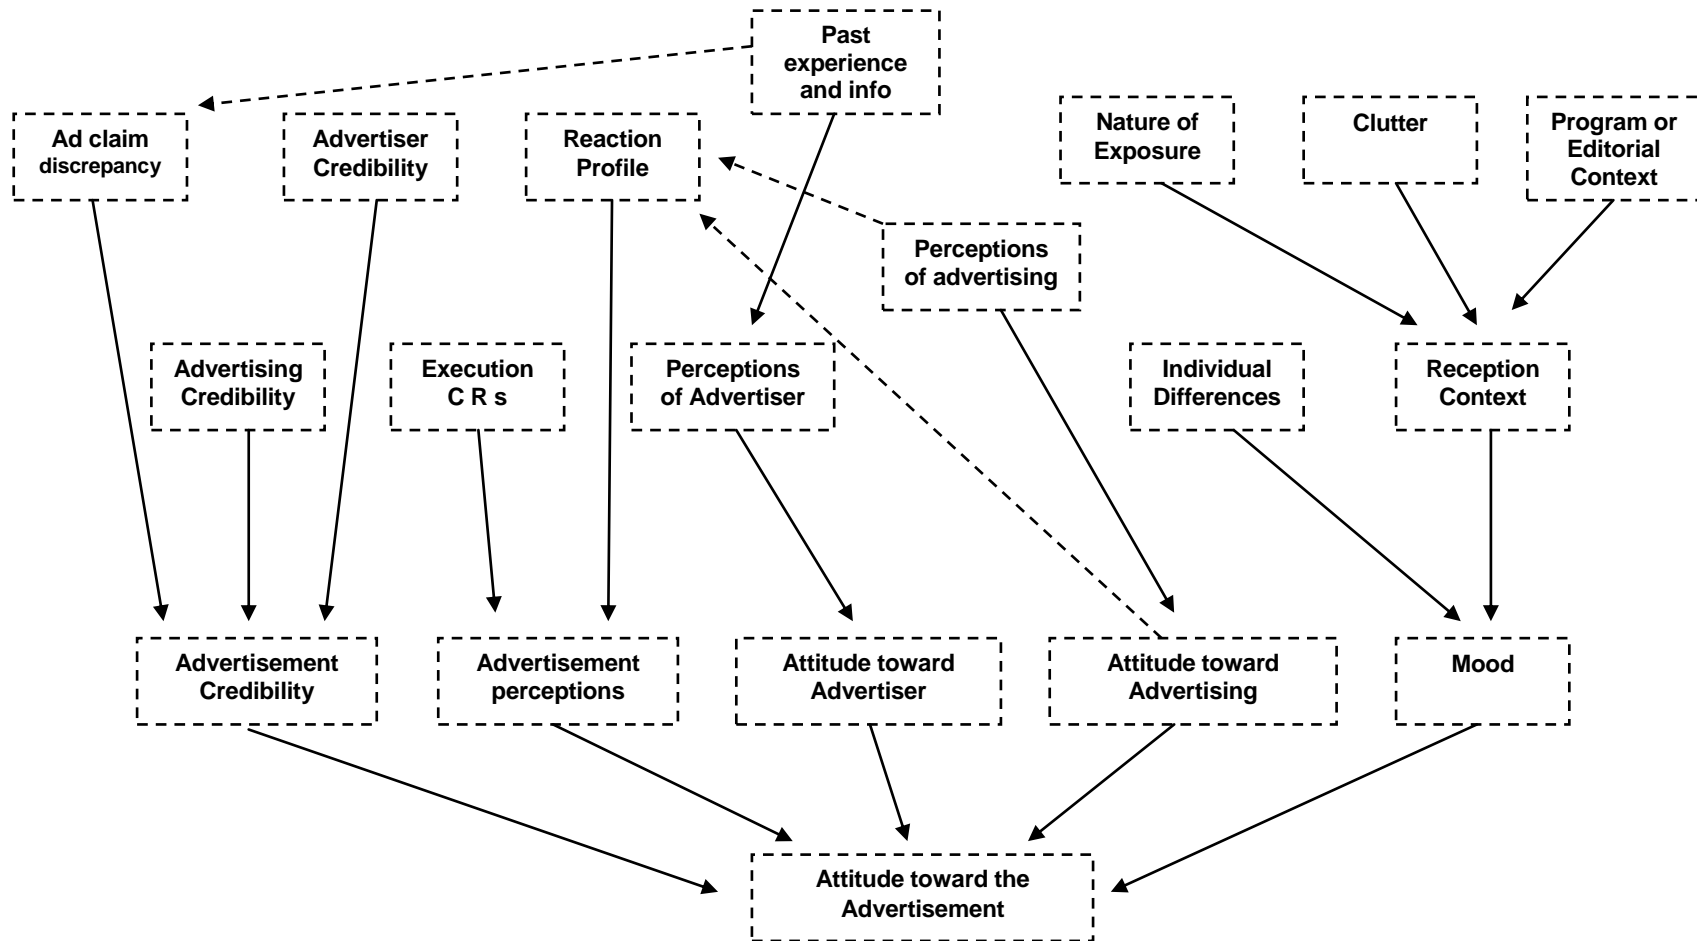 Past
experience
and info
Ad claim
discrepancy
Advertiser
Credibility
Reaction
Profile
Nature of
Exposure
Clutter
Program or
Editorial
Context
Perceptions
of advertising
Advertising
Credibility
Execution
C R s
Perceptions
of Advertiser
Individual
Differences
Reception
Context
Advertisement
Credibility
Advertisement
perceptions
Attitude toward
Advertiser
Attitude toward
Advertising
Mood
Attitude toward the
Advertisement